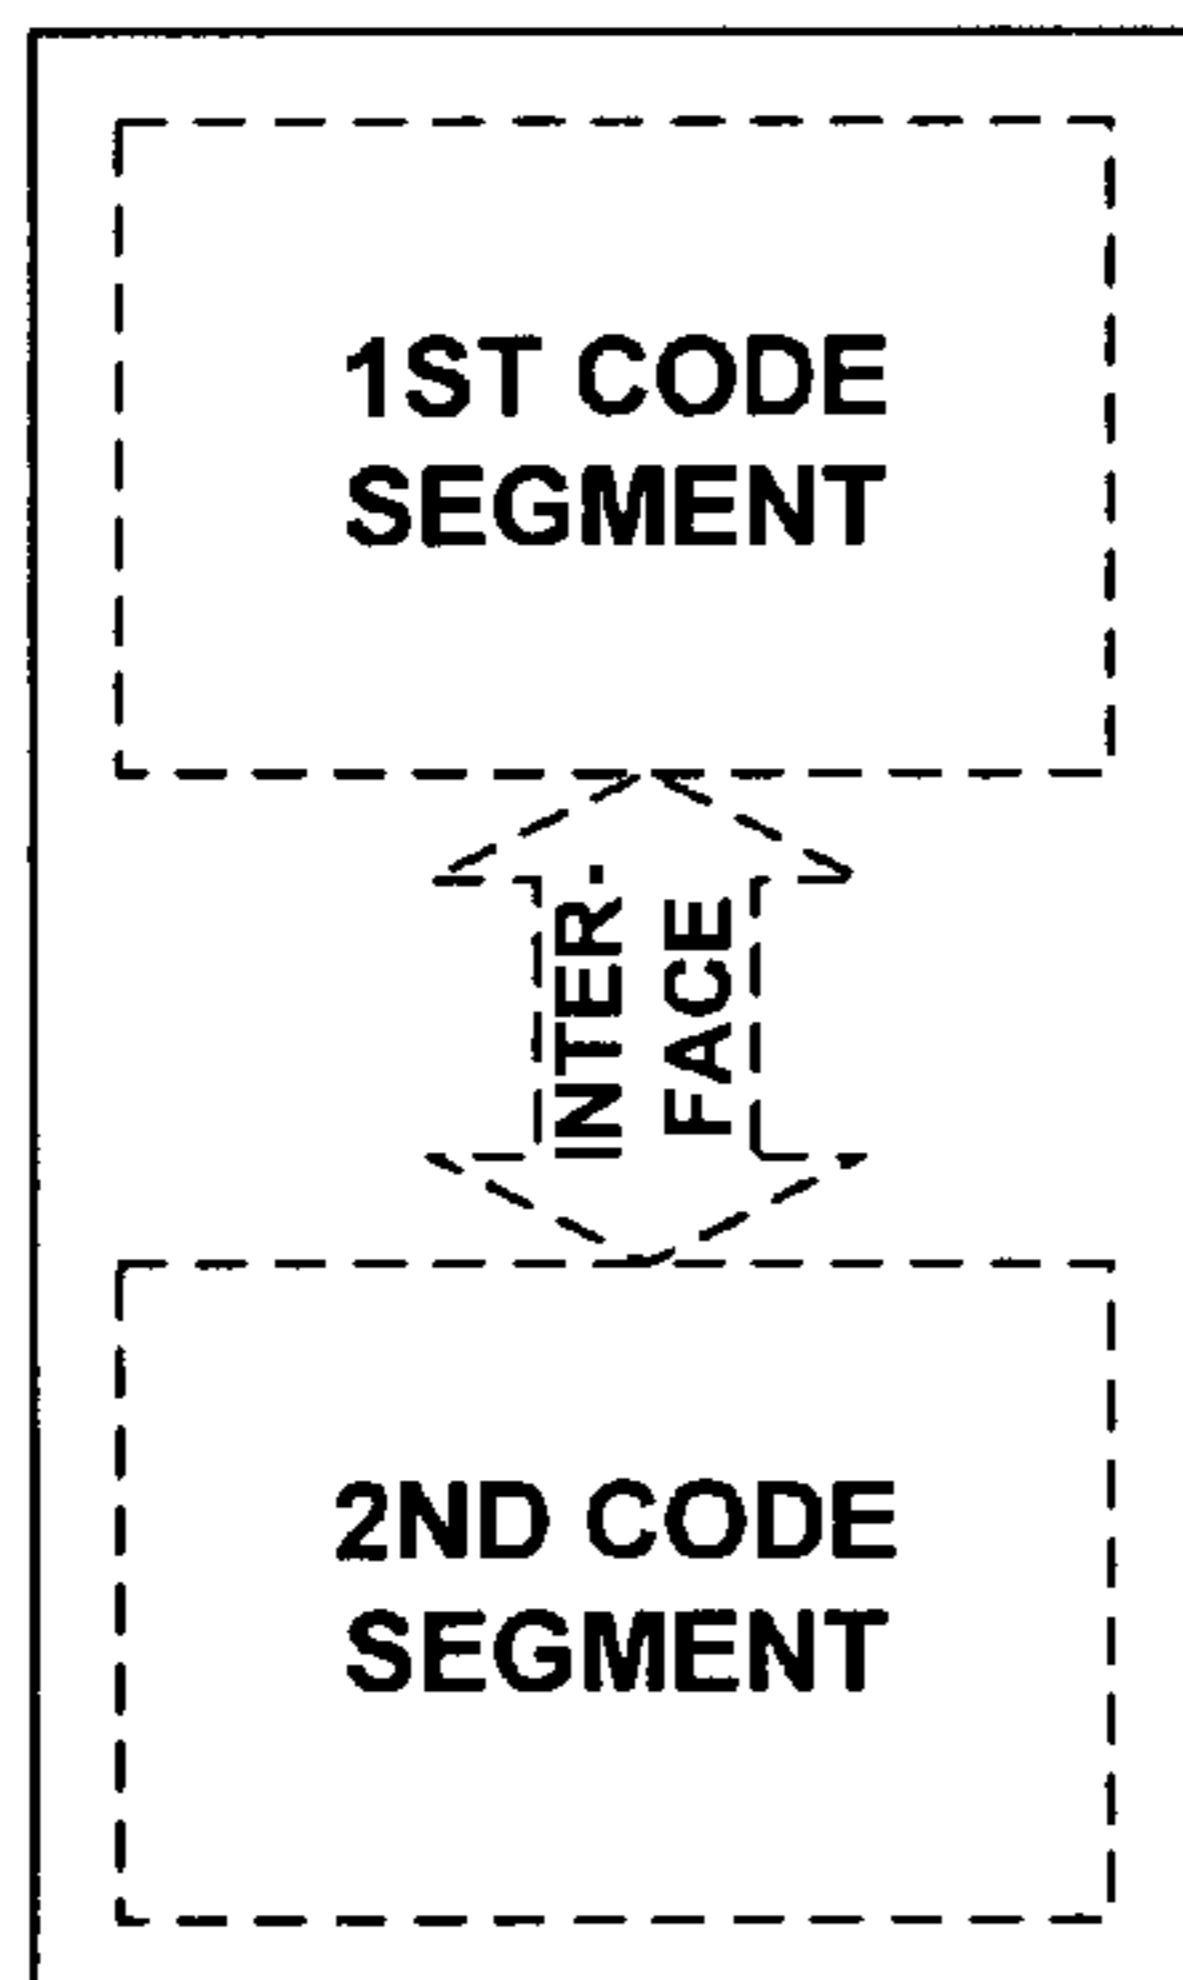 1ST CODE
SEGMENT
INTER-
FACE
2ND CODE
SEGMENT